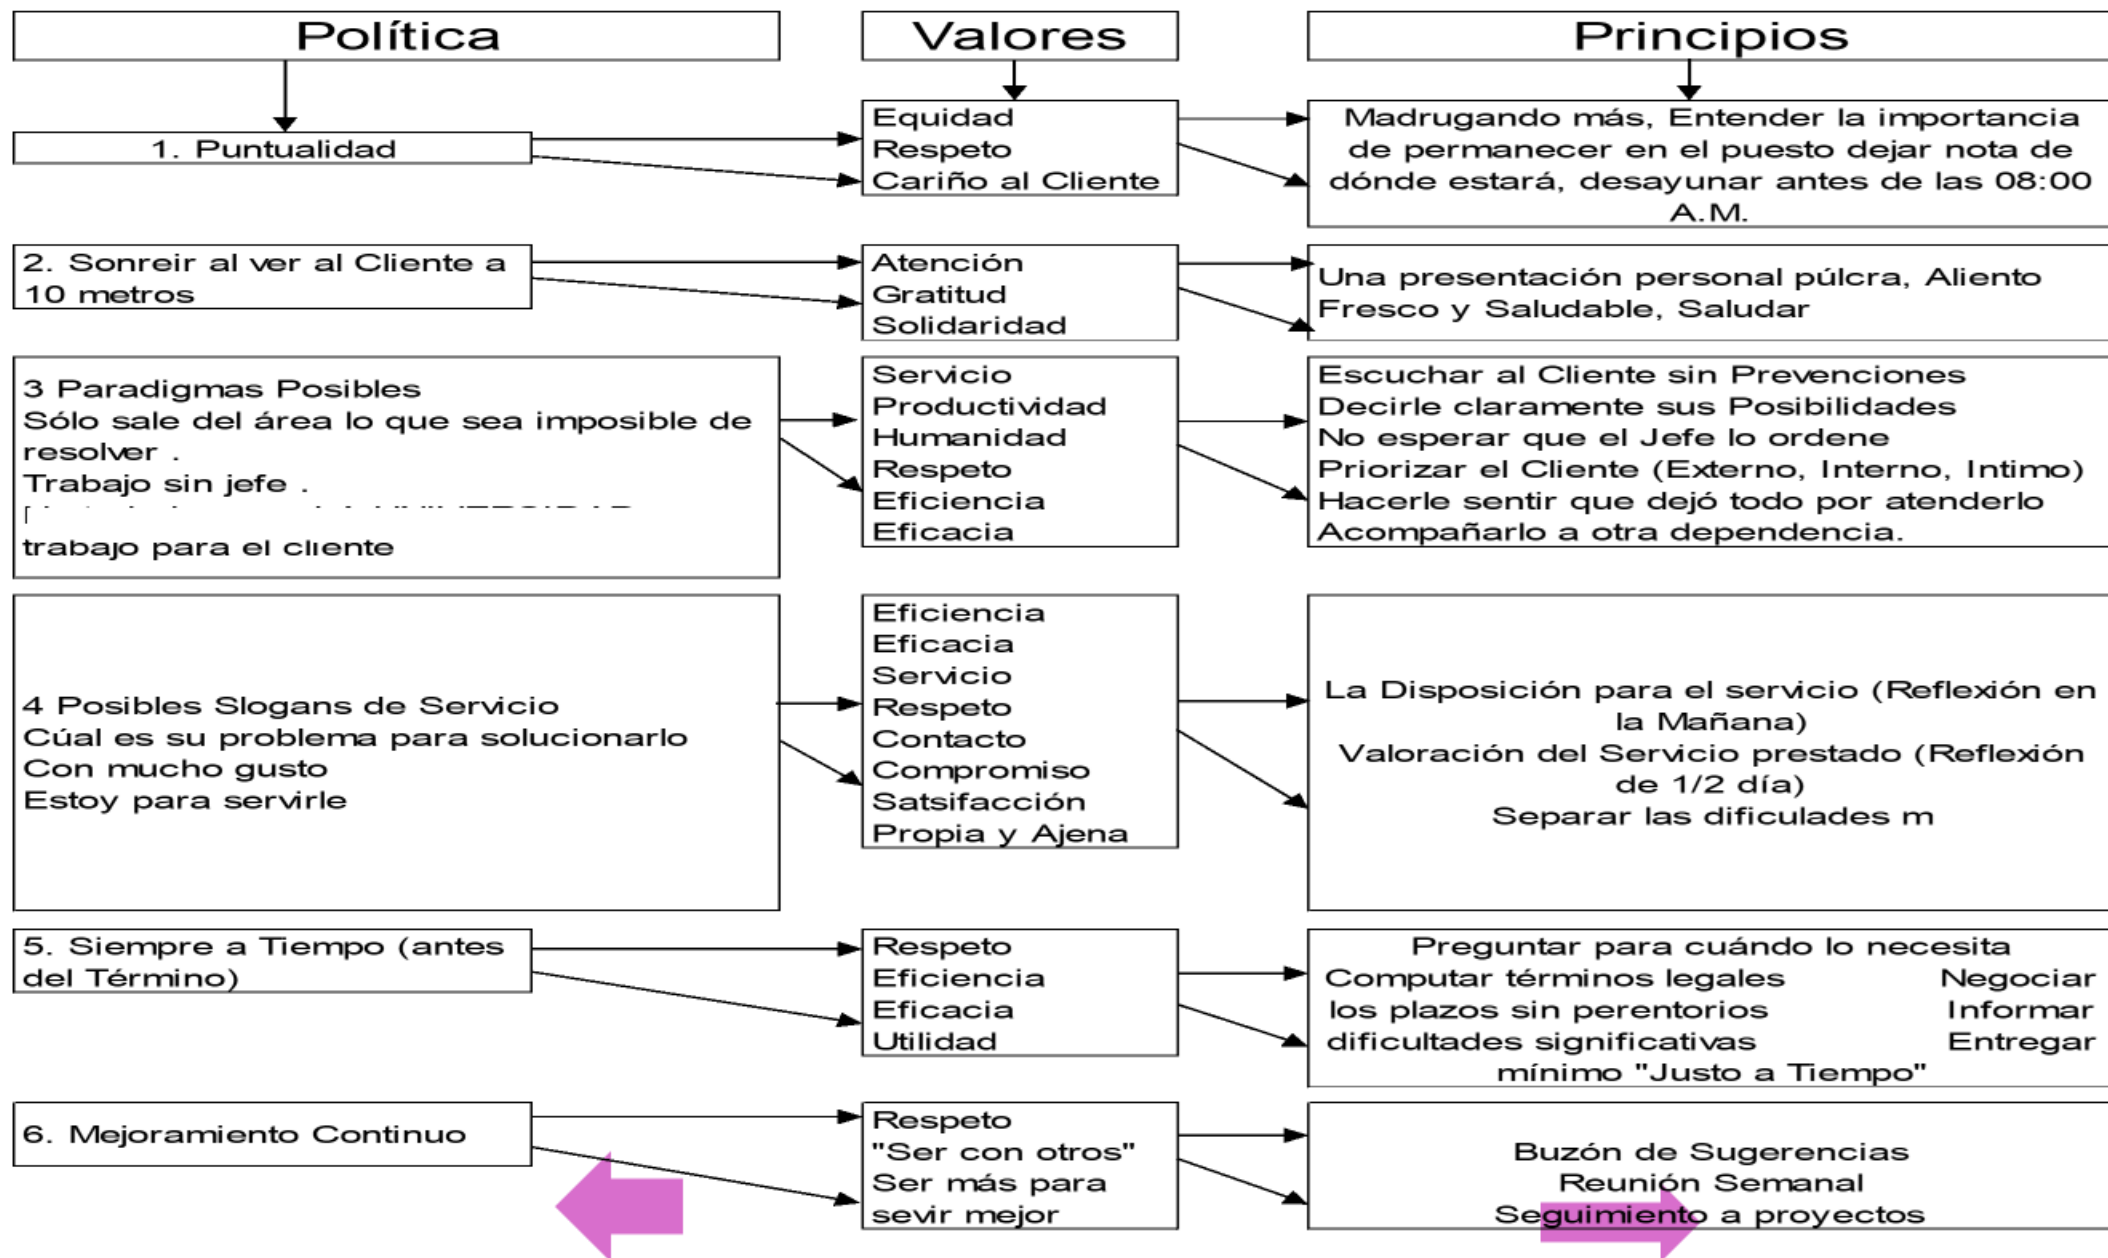 Política
Valores
Principios
1. Puntualidad
Equidad
Respeto
Cariño al Cliente
Madrugando más, Entender la importancia
de permanecer en el puesto dejar nota de
dónde estará, desayunar antes de las 08:00
A.M.
2. Sonreir al ver al Cliente a
10 metros
Atención
Gratitud
Solidaridad
Una presentación personal púlcra, Aliento
Fresco y Saludable, Saludar
3 Paradigmas Posibles
Sólo sale del área lo que sea imposible de
resolver .
Trabajo sin jefe .
trabajo para el cliente
Servicio
Productividad
Humanidad
Respeto
Eficiencia
Eficacia
Escuchar al Cliente sin Prevenciones
Decirle claramente sus Posibilidades
No esperar que el Jefe lo ordene
Priorizar el Cliente (Externo, Interno, Intimo)
Hacerle sentir que dejó todo por atenderlo
Acompañarlo a otra dependencia.
4 Posibles Slogans de Servicio
Cúal es su problema para solucionarlo
Con mucho gusto
Estoy para servirle
Eficiencia
Eficacia
Servicio
Respeto
Contacto
Compromiso
Satsifacción
Propia y Ajena
La Disposición para el servicio (Reflexión en
la Mañana)
Valoración del Servicio prestado (Reflexión
de 1/2 día)
Separar las dificulades m
5. Siempre a Tiempo (antes
del Término)
Respeto
Eficiencia
Eficacia
Utilidad
Preguntar para cuándo lo necesita
Computar términos legales Negociar
los plazos sin perentorios Informar
dificultades significativas Entregar
mínimo "Justo a Tiempo"
6. Mejoramiento Continuo
Respeto
"Ser con otros"
Ser más para
sevir mejor
Buzón de Sugerencias
Reunión Semanal
Seguimiento a proyectos